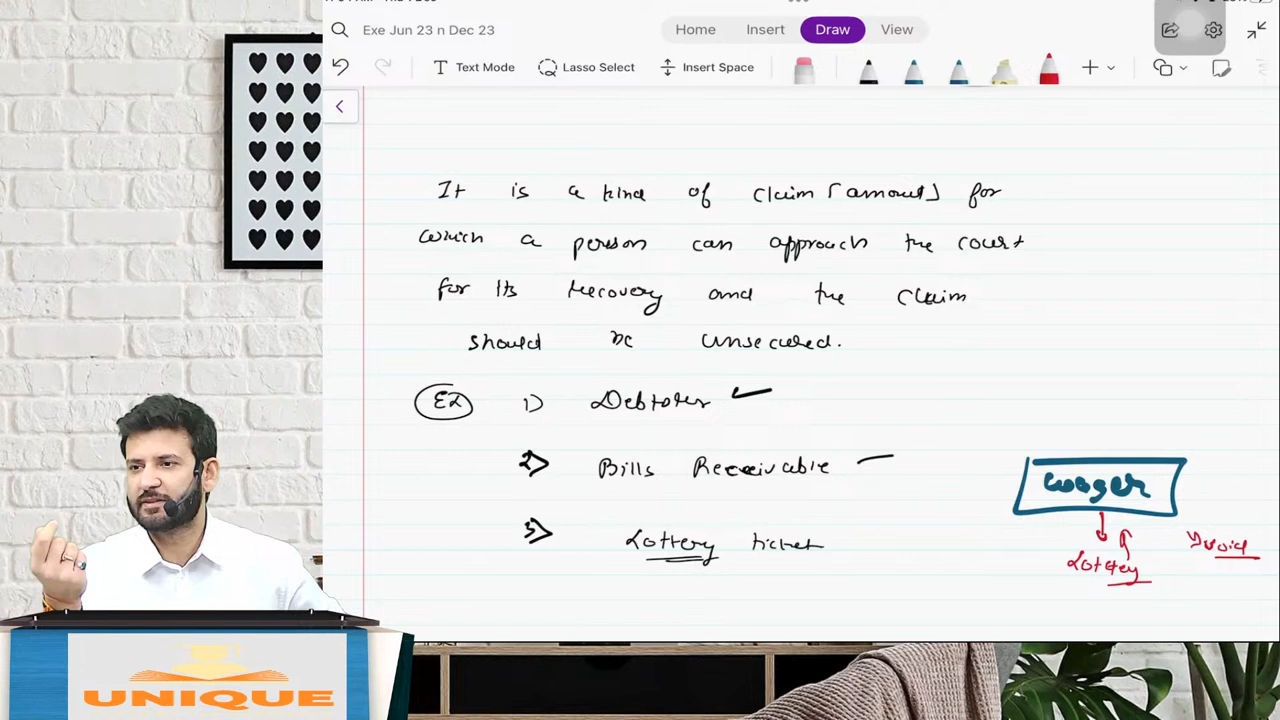 Exe Jun 23 n Dec 23
Home Insert Draw View
Text Mode Lasso Select Insert Space
It is a kind of claim [amount] for
which a person can approach the court
for its recovery and the claim
should be unsecured.
Ex 1) Debtors
2) Bills Receivable
3) Lottery ticket
wager
Lottery
void
UNIQUE